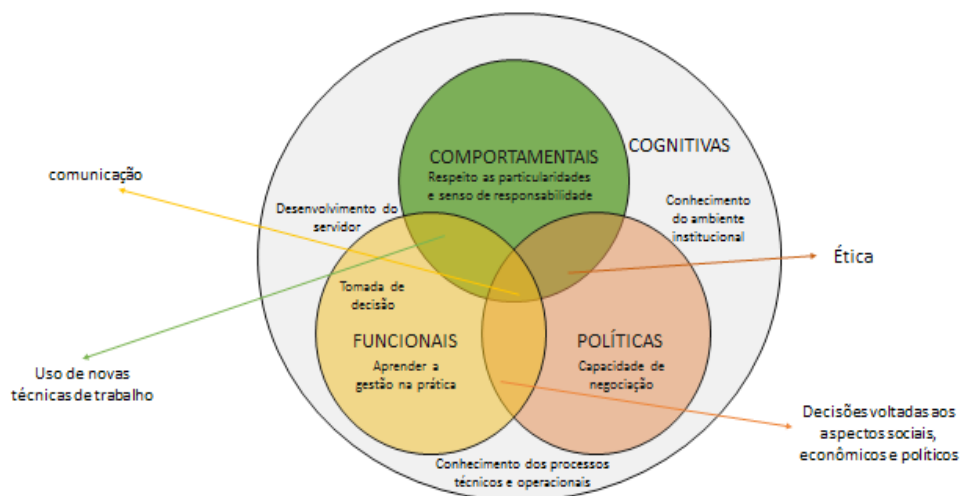 COMPORTAMENTAIS
Respeito as particularidades
e senso de responsabilidade
COGNITIVAS
comunicação
Desenvolvimento do
servidor
Conhecimento
do ambiente
institucional
Ética
Tomada de
decisão
FUNCIONAIS
Aprender a
gestão na prática
POLÍTICAS
Capacidade de
negociação
Uso de novas
técnicas de trabalho
Decisões voltadas aos
aspectos sociais,
econômicos e políticos
Conhecimento dos processos
técnicos e operacionais